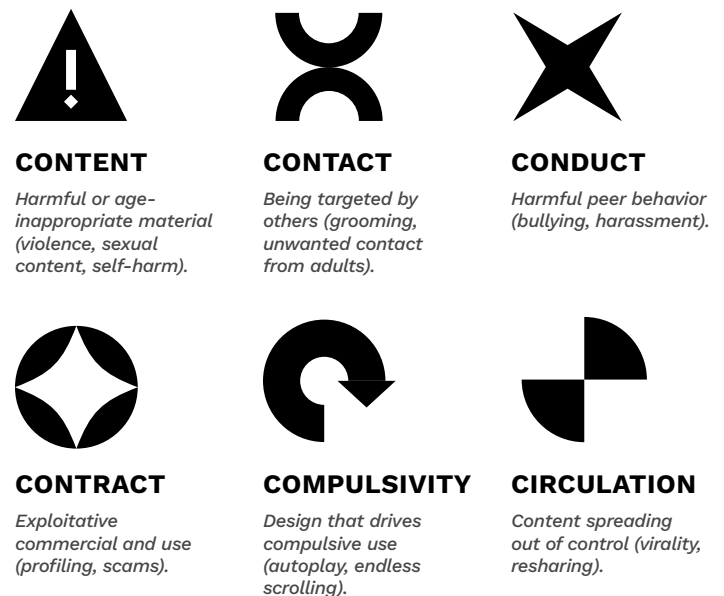 !
CONTENT
Harmful or age-
inappropriate material
(violence, sexual
content, self-harm).
CONTACT
Being targeted by
others (grooming,
unwanted contact
from adults).
CONDUCT
Harmful peer behavior
(bullying, harassment).
CONTRACT
Exploitative
commercial and use
(profiling, scams).
COMPULSIVITY
Design that drives
compulsive use
(autoplay, endless
scrolling).
CIRCULATION
Content spreading
out of control (virality,
resharing).